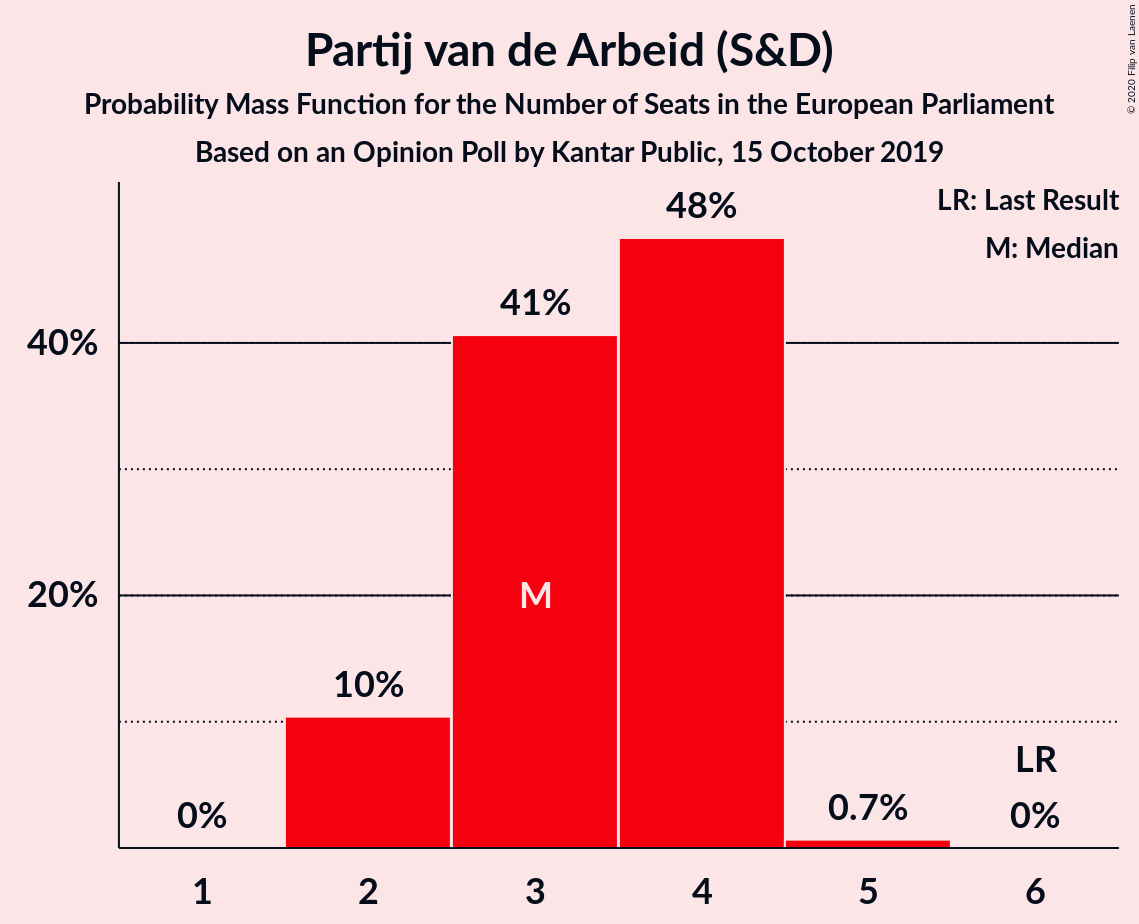 Partij van de Arbeid (S&D)
Probability Mass Function for the Number of Seats in the European Parliament
Based on an Opinion Poll by Kantar Public, 15 October 2019
© 2020 Filip van Laenen
LR: Last Result
M: Median
48%
41%
40%
20%
M
10%
LR
0%
0.7%
0%
1 2 3 4 5 6